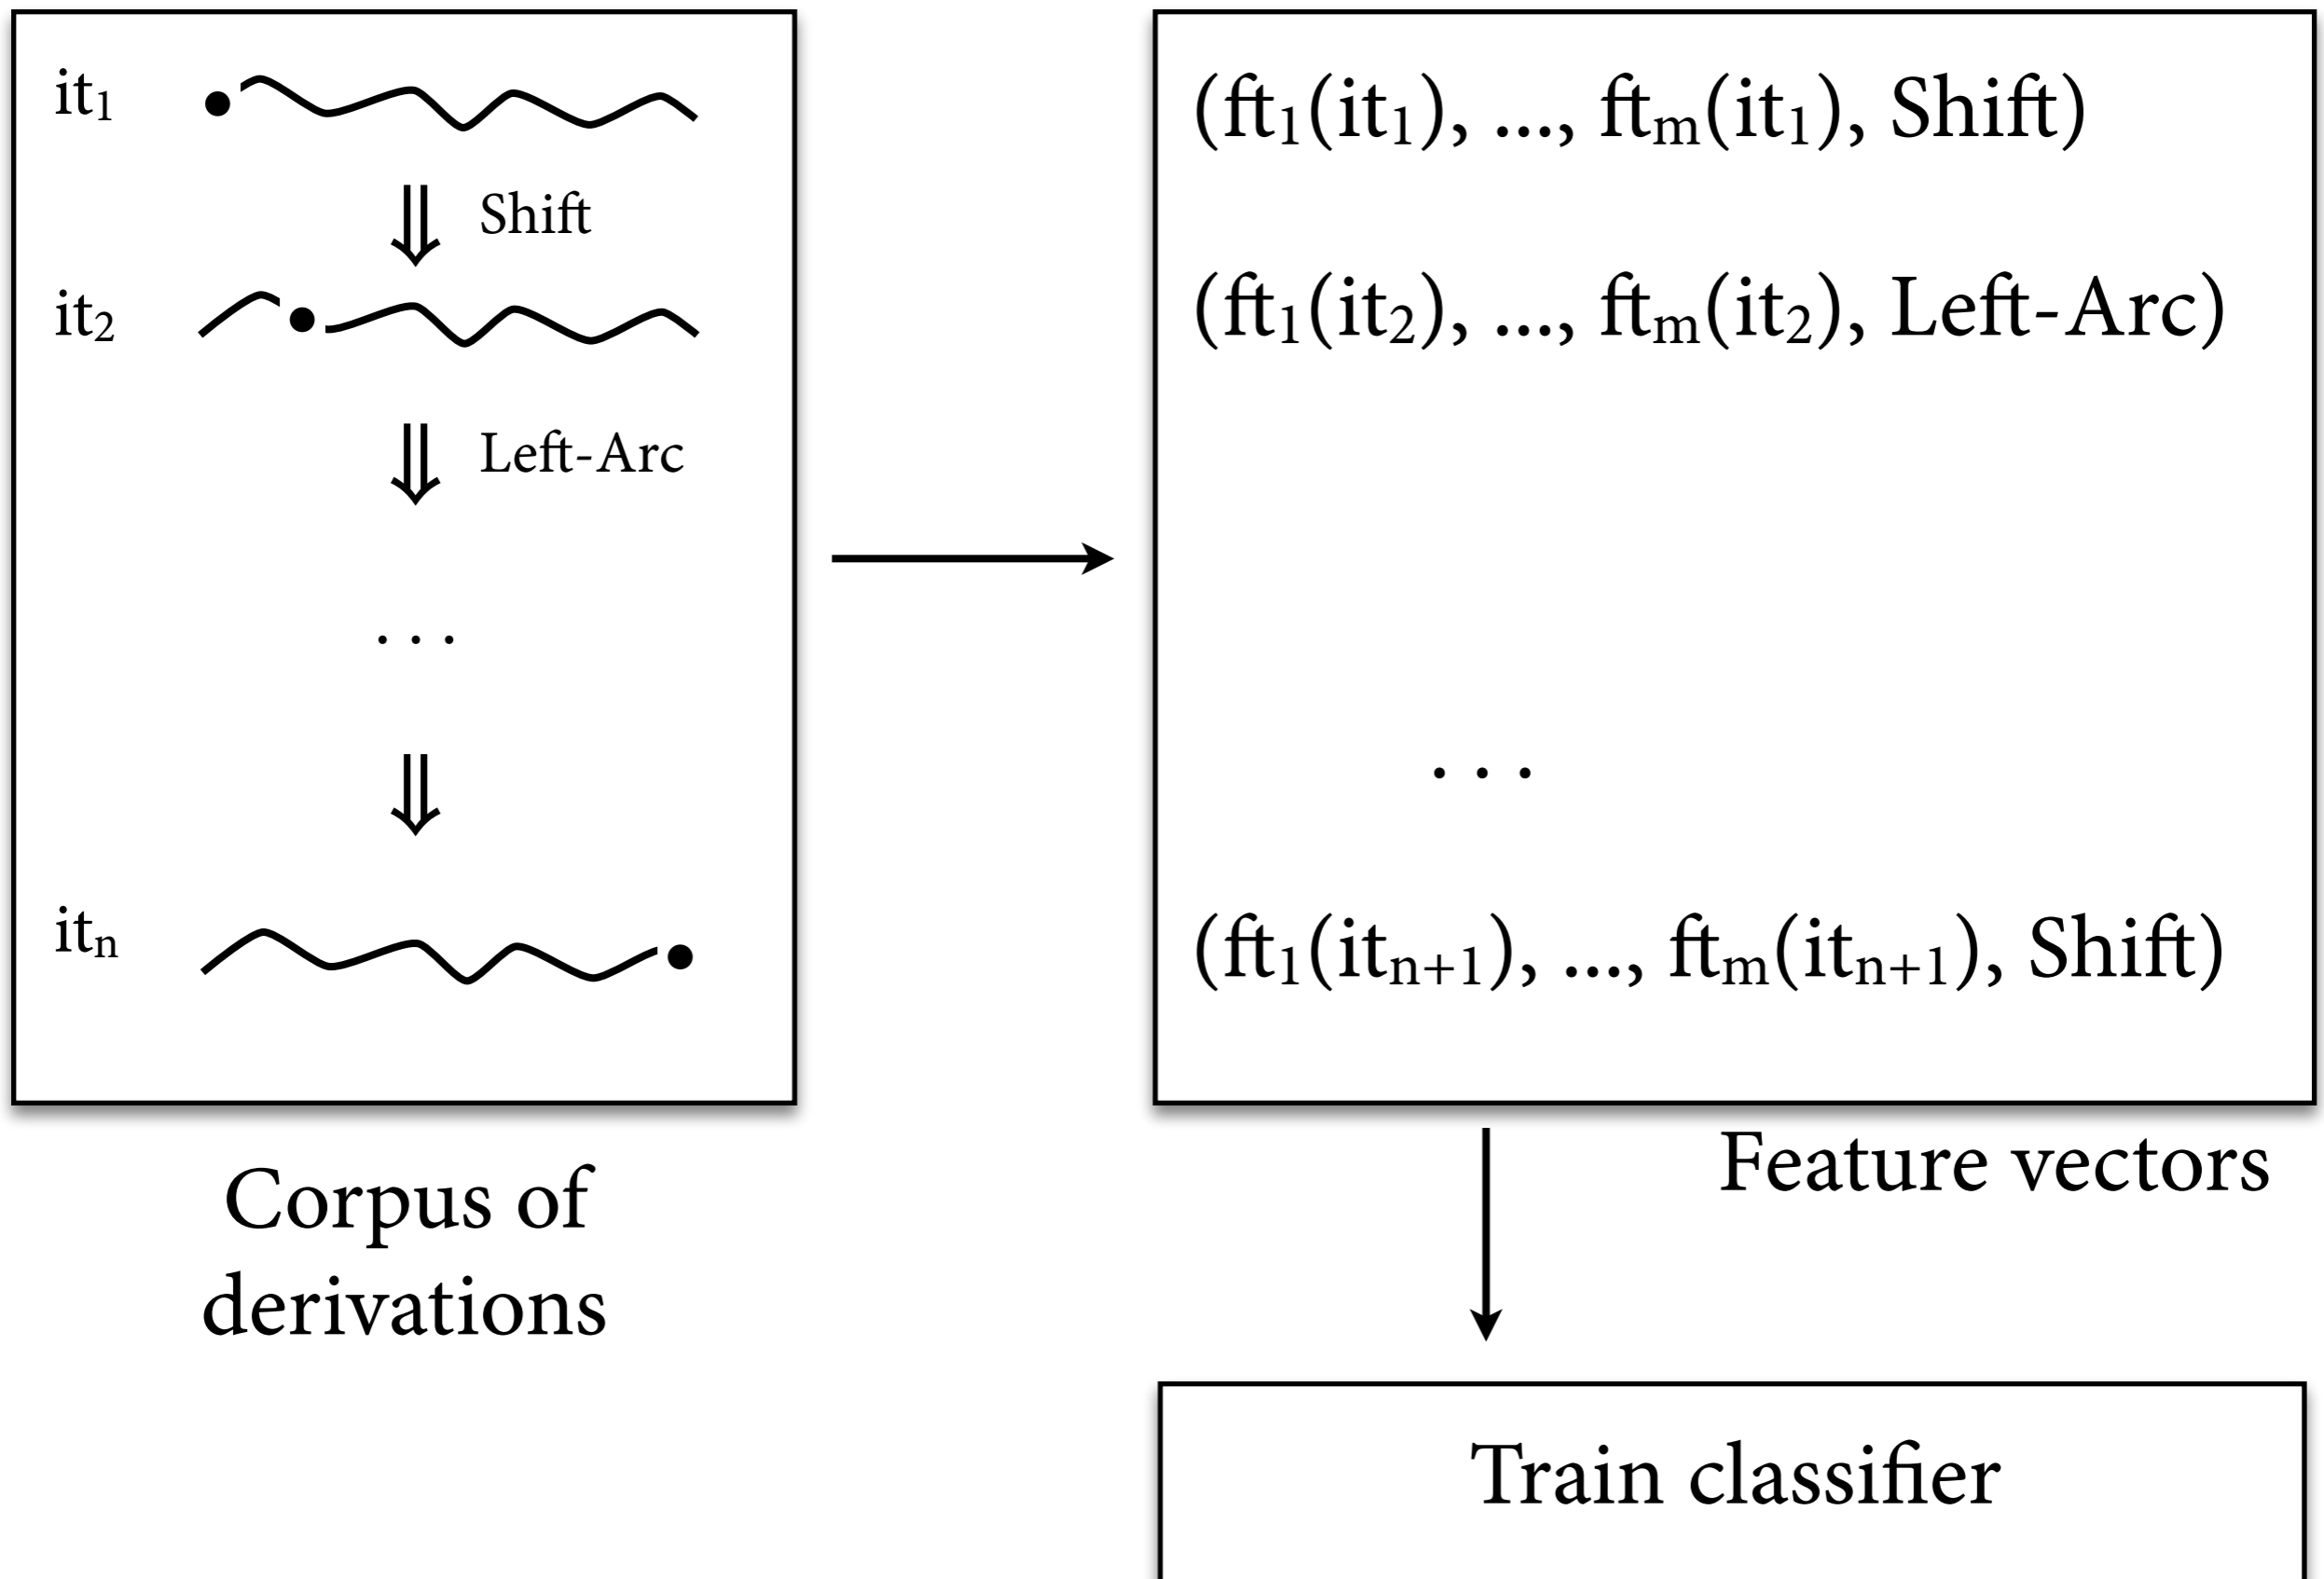 it₁
Shift
it₂
Left-Arc
. . .
itₙ
Corpus of
derivations
(ft₁(it₁), ..., ftₘ(it₁), Shift)
(ft₁(it₂), ..., ftₘ(it₂), Left-Arc)
. . .
(ft₁(itₙ₊₁), ..., ftₘ(itₙ₊₁), Shift)
Feature vectors
Train classifier